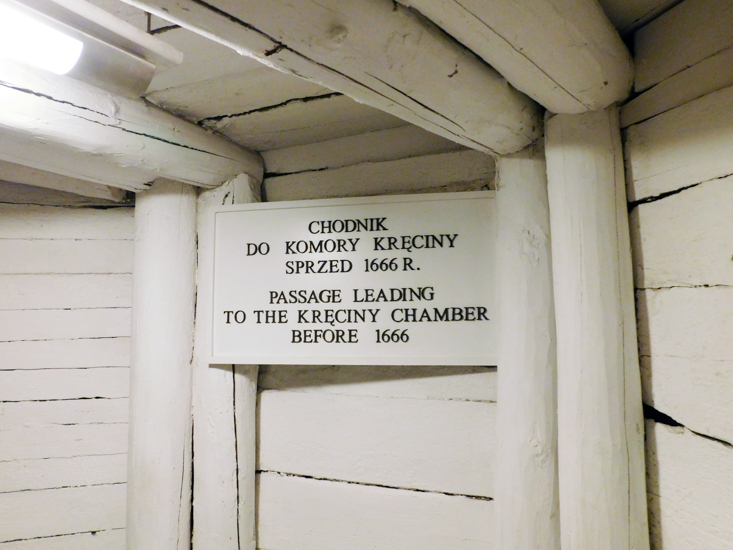 CHODNIK
DO KOMORY KRĘCINY
SPRZED 1666 R.
PASSAGE LEADING
TO THE KRĘCINY CHAMBER
BEFORE 1666